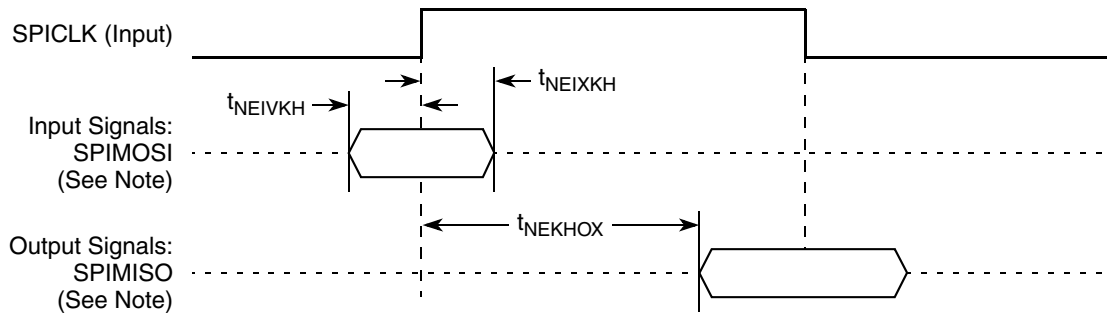 SPICLK (Input)
tNEIXKH
tNEIVKH
Input Signals:
SPIMOSI
(See Note)
tNEKHOX
Output Signals:
SPIMISO
(See Note)